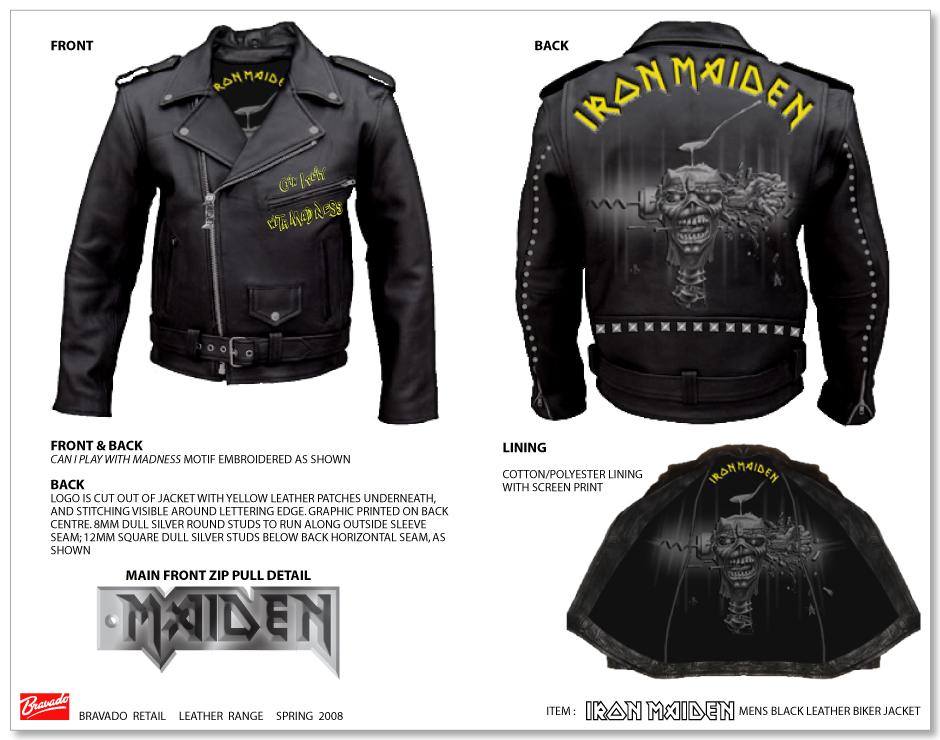 FRONT
BACK
IRON MAIDEN
IRON MAIDEN
CAN I PLAY
WITH MADNESS
FRONT & BACK
CAN I PLAY WITH MADNESS MOTIF EMBROIDERED AS SHOWN
BACK
LOGO IS CUT OUT OF JACKET WITH YELLOW LEATHER PATCHES UNDERNEATH,
AND STITCHING VISIBLE AROUND LETTERING EDGE. GRAPHIC PRINTED ON BACK
CENTRE. 8MM DULL SILVER ROUND STUDS TO RUN ALONG OUTSIDE SLEEVE
SEAM; 12MM SQUARE DULL SILVER STUDS BELOW BACK HORIZONTAL SEAM, AS
SHOWN
MAIN FRONT ZIP PULL DETAIL
MAIDEN
LINING
COTTON/POLYESTER LINING
WITH SCREEN PRINT
IRON MAIDEN
Bravado
BRAVADO RETAIL LEATHER RANGE SPRING 2008
ITEM : IRON MAIDEN MENS BLACK LEATHER BIKER JACKET